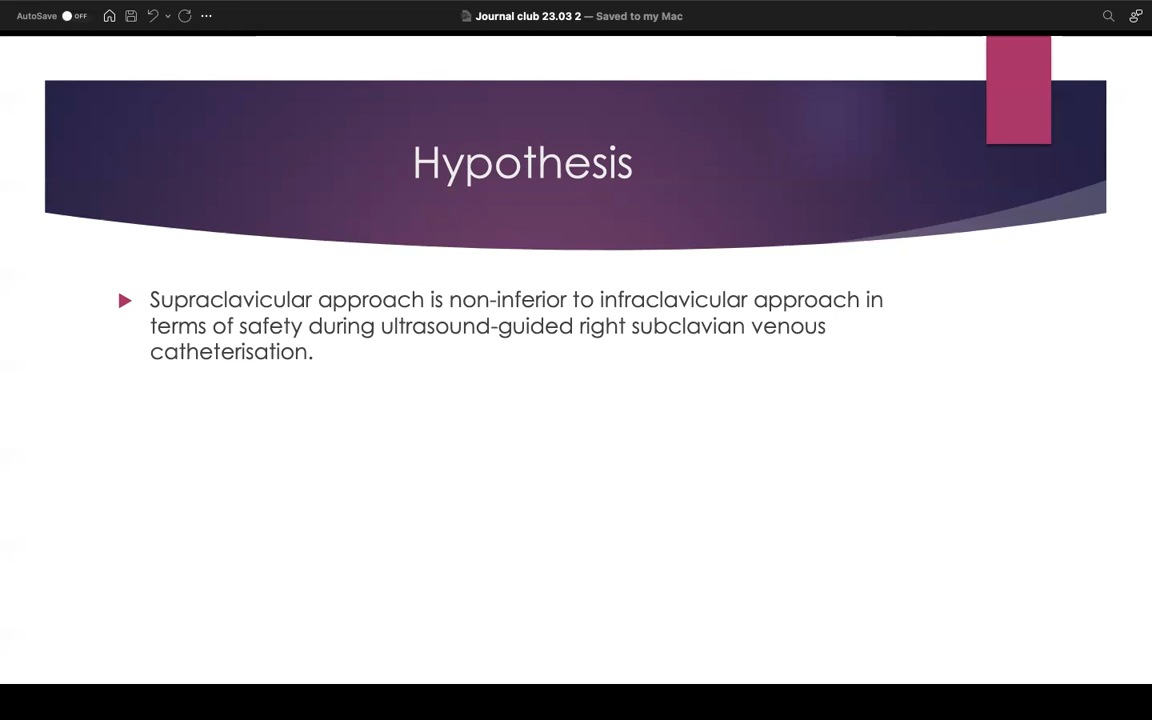 AutoSave OFF
Journal club 23.03 2 — Saved to my Mac
Hypothesis
Supraclavicular approach is non-inferior to infraclavicular approach in
terms of safety during ultrasound-guided right subclavian venous
catheterisation.